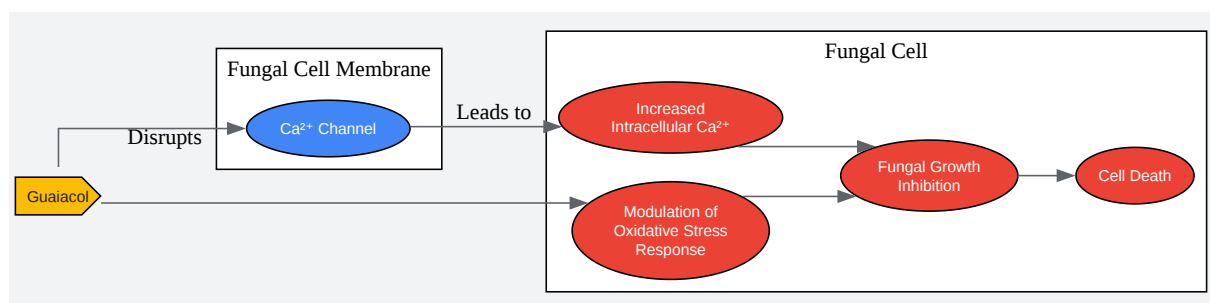 Fungal Cell
Fungal Cell Membrane
Increased
Intracellular Ca²⁺
Leads to
Ca²⁺ Channel
Disrupts
Fungal Growth
Inhibition
Cell Death
Guaiacol
Modulation of
Oxidative Stress
Response